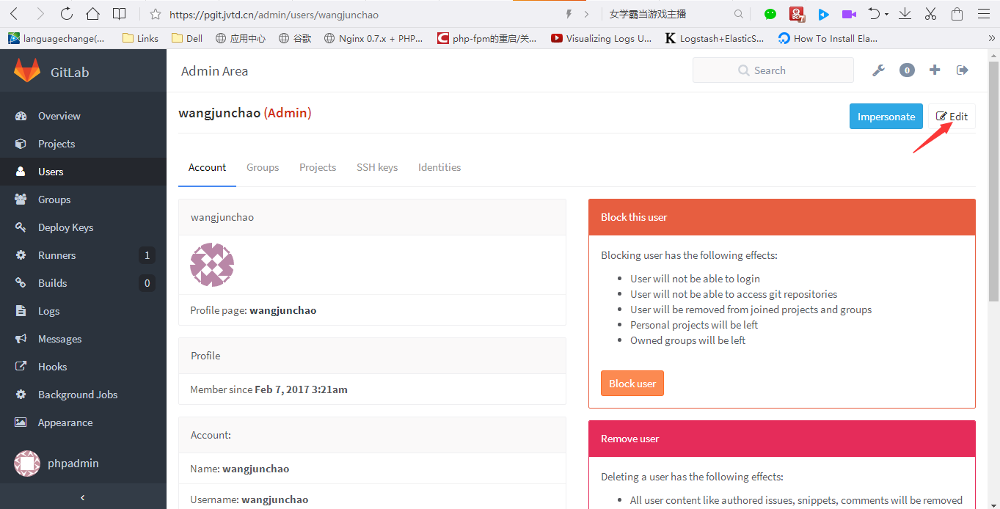 https://pgit.jvtd.cn/admin/users/wangjunchao
女学霸当游戏主播
languagechange(...
Links
Dell
应用中心
谷歌
Nginx 0.7.x + PHP...
php-fpm的重启/关...
Visualizing Logs U...
Logstash+ElasticS...
How To Install Ela...
GitLab
Admin Area
Search
0
wangjunchao (Admin)
Impersonate
Edit
Overview
Projects
Users
Groups
Deploy Keys
Runners 1
Builds 0
Logs
Messages
Hooks
Background Jobs
Appearance
phpadmin
Account
Groups
Projects
SSH keys
Identities
wangjunchao
Profile page: wangjunchao
Profile
Member since Feb 7, 2017 3:21am
Account:
Name: wangjunchao
Username: wangjunchao
Block this user
Blocking user has the following effects:
User will not be able to login
User will not be able to access git repositories
User will be removed from joined projects and groups
Personal projects will be left
Owned groups will be left
Block user
Remove user
Deleting a user has the following effects:
All user content like authored issues, snippets, comments will be removed